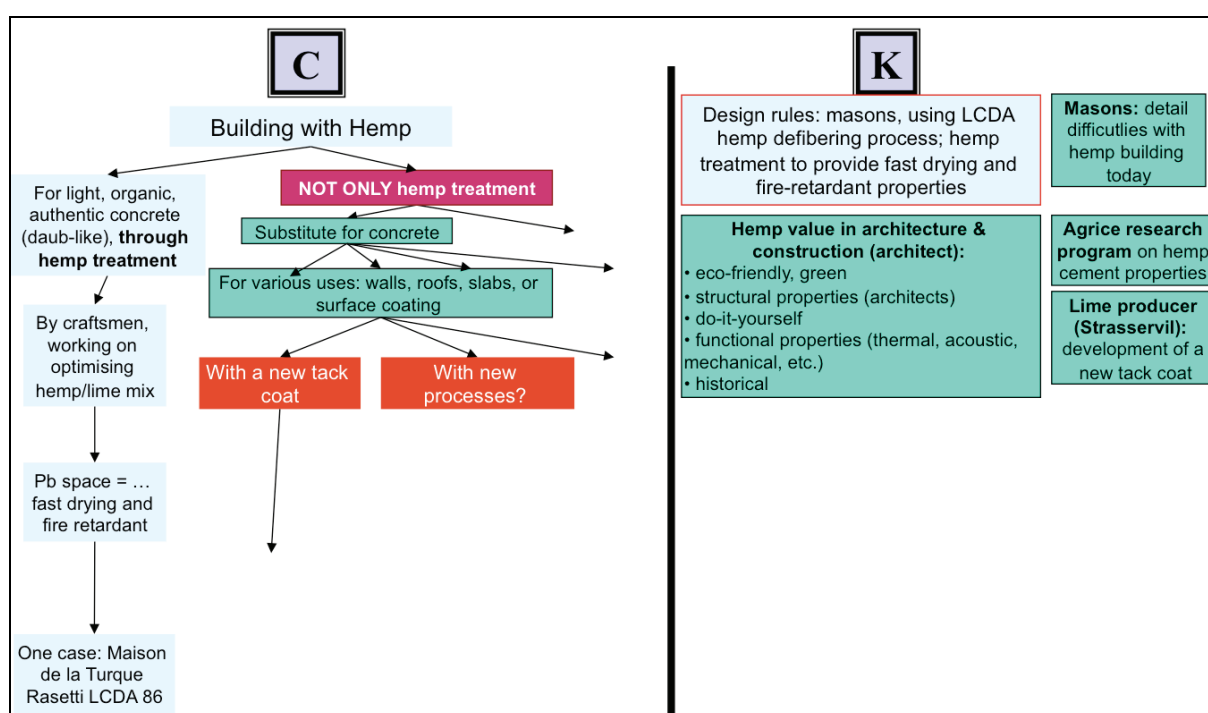 C
Building with Hemp
For light, organic,
authentic concrete
(daub-like), through
hemp treatment
By craftsmen,
working on
optimising
hemp/lime mix
Pb space = …
fast drying and
fire retardant
One case: Maison
de la Turque
Rasetti LCDA 86
NOT ONLY hemp treatment
Substitute for concrete
For various uses: walls, roofs, slabs, or
surface coating
With a new tack
coat
With new
processes?
K
Design rules: masons, using LCDA
hemp defibering process; hemp
treatment to provide fast drying and
fire-retardant properties
Masons: detail
difficutlies with
hemp building
today
Hemp value in architecture &
construction (architect):
• eco-friendly, green
• structural properties (architects)
• do-it-yourself
• functional properties (thermal, acoustic,
mechanical, etc.)
• historical
Agrice research
program on hemp
cement properties
Lime producer
(Strasservil):
development of a
new tack coat